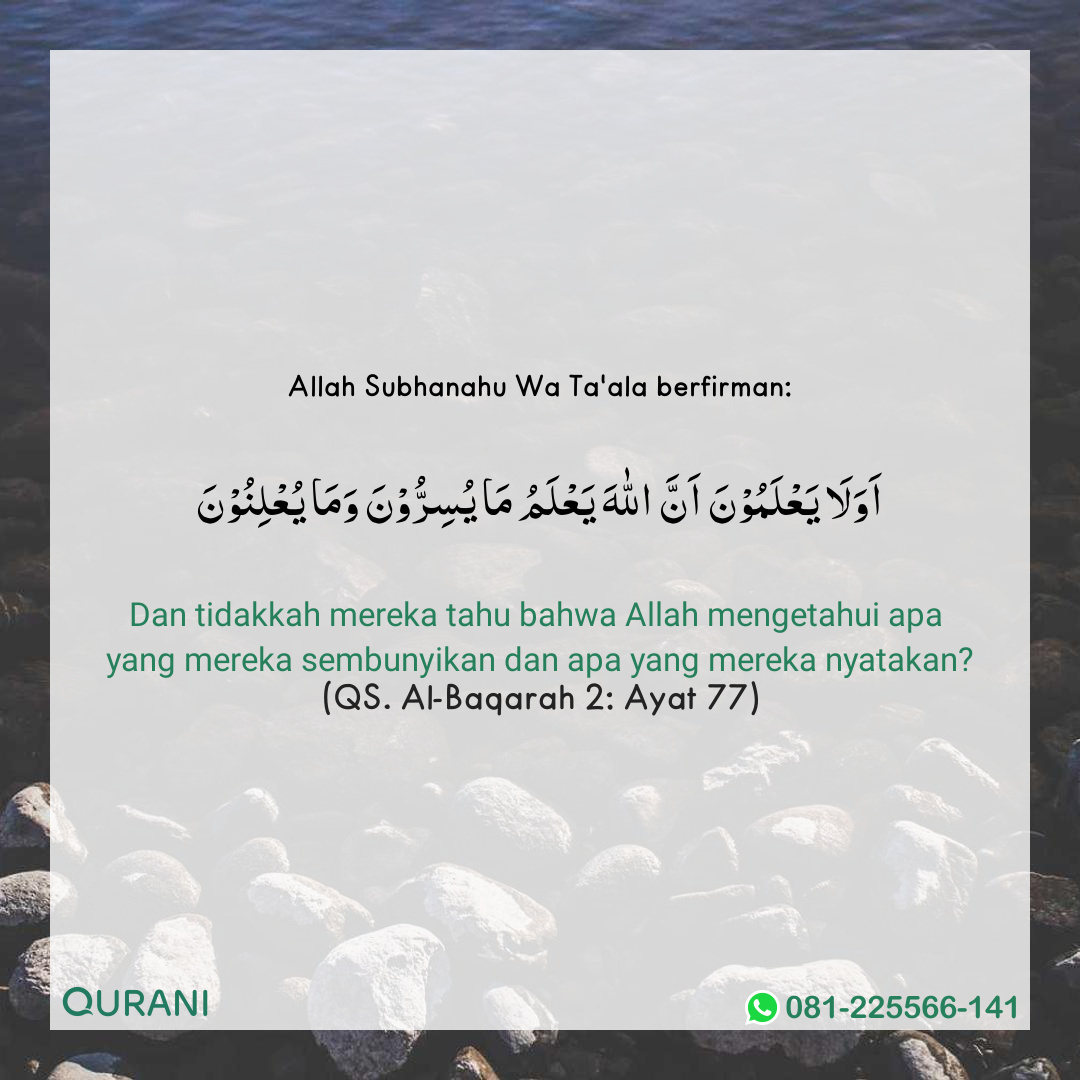 Allah Subhanahu Wa Ta'ala berfirman:
اَوَلَا يَعْلَمُوْنَ اَنَّ اللّٰهَ يَعْلَمُ مَا يُسِرُّوْنَ وَمَا يُعْلِنُوْنَ
Dan tidakkah mereka tahu bahwa Allah mengetahui apa
yang mereka sembunyikan dan apa yang mereka nyatakan?
(QS. Al-Baqarah 2: Ayat 77)
QURANI
081-225566-141